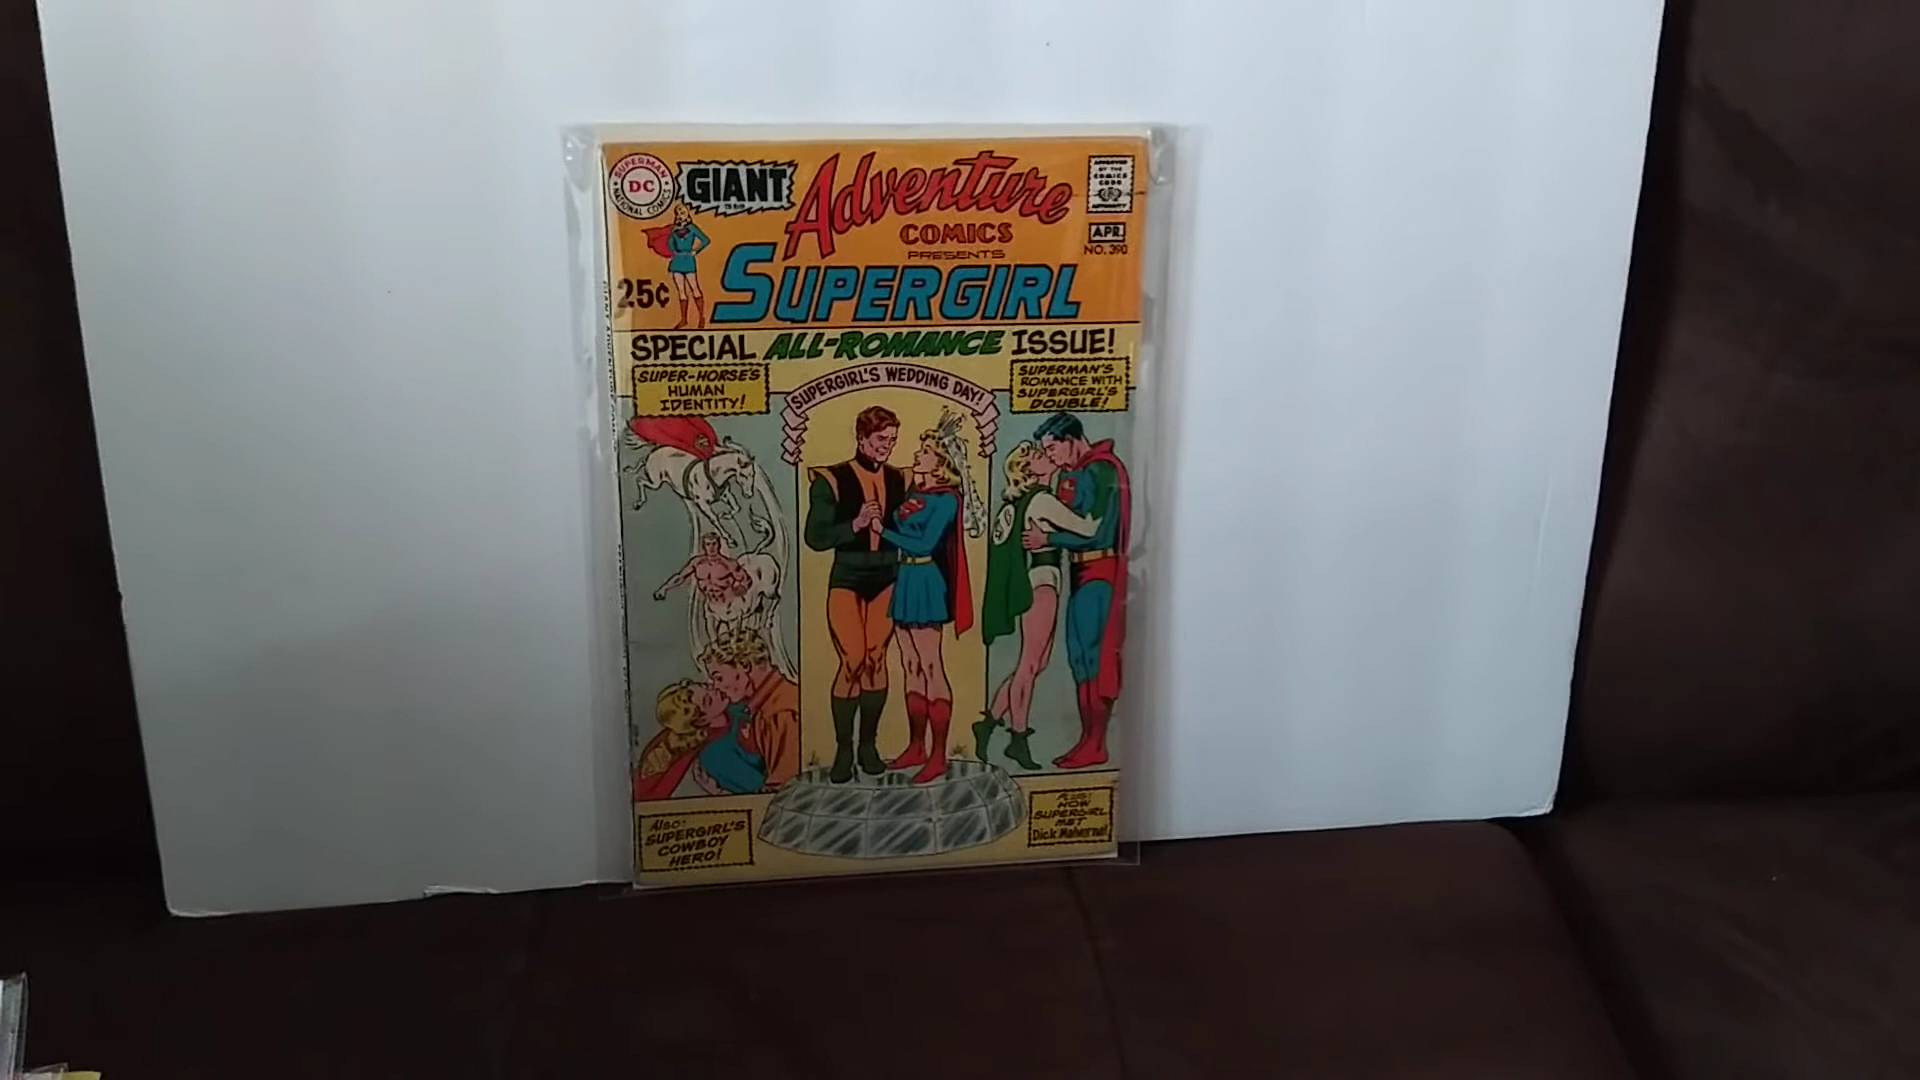 SUPERMAN
DC
NATIONAL COMICS
GIANT
Adventure
COMICS
PRESENTS
SUPERGIRL
25¢
APPROVED
BY THE
COMICS
CODE
AUTHORITY
APR.
NO. 390
SPECIAL ALL-ROMANCE ISSUE!
SUPER-HORSE'S
HUMAN
IDENTITY!
SUPERGIRL'S WEDDING DAY!
SUPERMAN'S
ROMANCE WITH
SUPERGIRL'S
DOUBLE!
ALSO:
SUPERGIRL'S
COWBOY
HERO!
PLUS!
HOW
SUPERGIRL
MET
Dick Malverne!